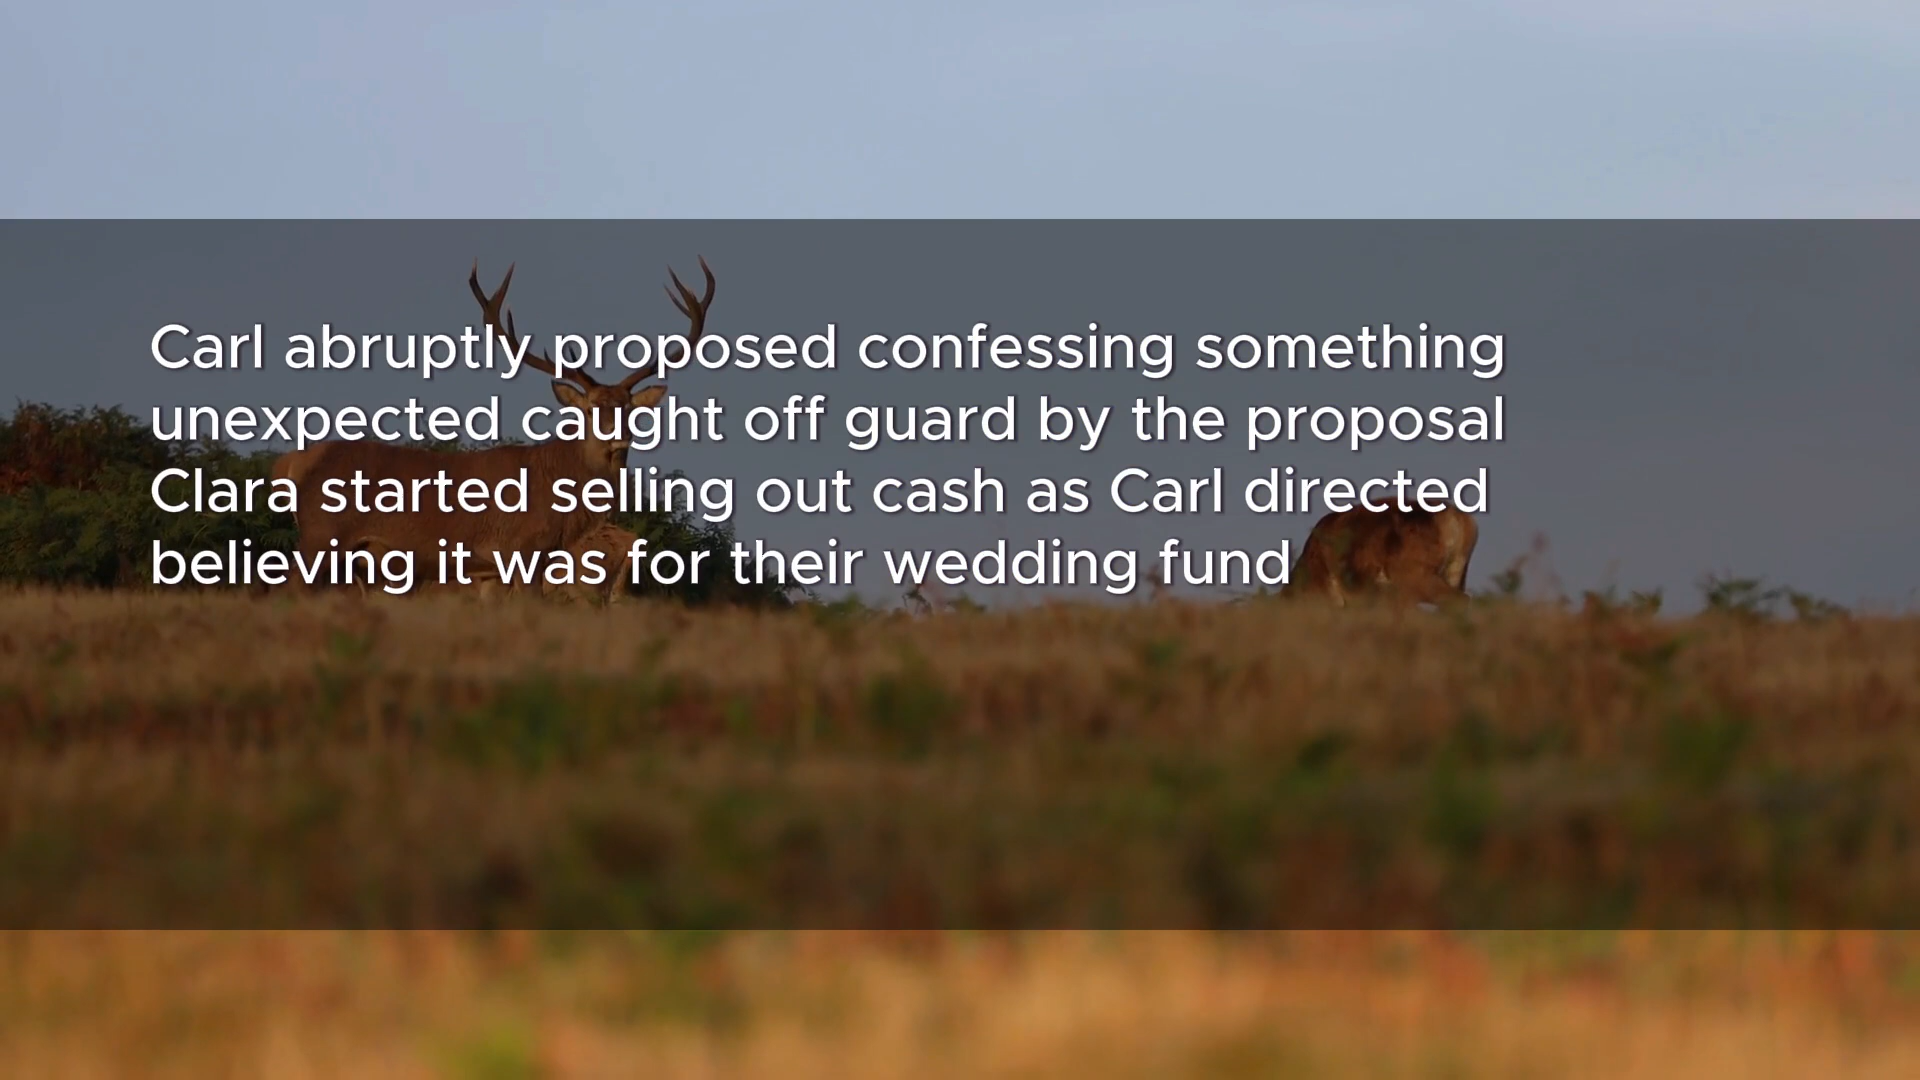 Carl abruptly proposed confessing something
unexpected caught off guard by the proposal
Clara started selling out cash as Carl directed
believing it was for their wedding fund